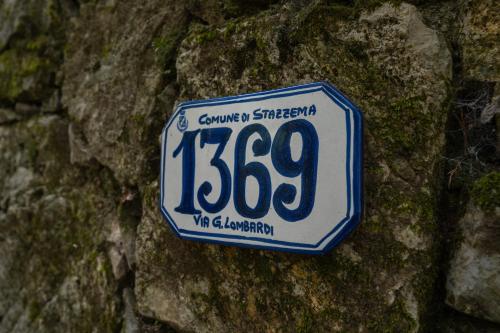 COMUNE DI STAZZEMA
1369
VIA G. LOMBARDI